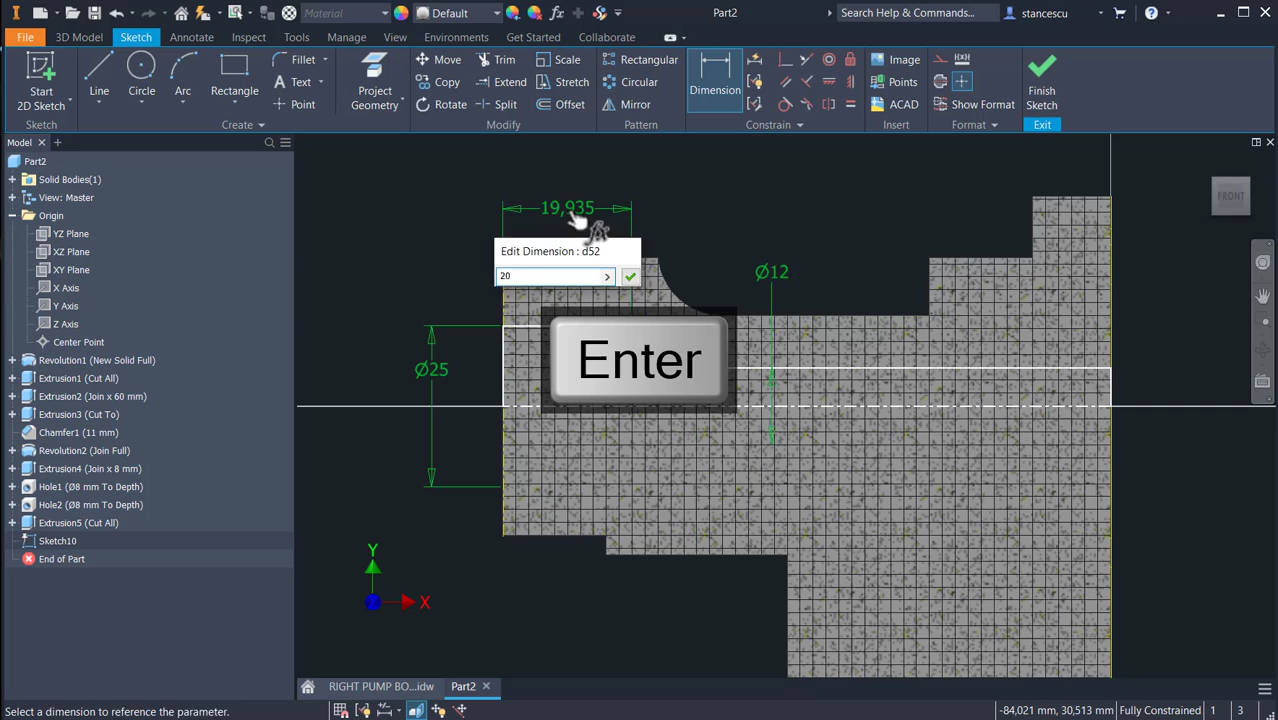 Material
Default
Part2
Search Help & Commands...
stancescu
File
3D Model
Sketch
Annotate
Inspect
Tools
Manage
View
Environments
Get Started
Collaborate
Start
2D Sketch
Line
Circle
Arc
Rectangle
Fillet
Text
Point
Project
Geometry
Move
Copy
Rotate
Trim
Extend
Split
Scale
Stretch
Offset
Rectangular
Circular
Mirror
Dimension
Image
Points
ACAD
Show Format
Finish
Sketch
Sketch
Create
Modify
Pattern
Constrain
Insert
Format
Exit
Model
Part2
Solid Bodies(1)
View: Master
Origin
YZ Plane
XZ Plane
XY Plane
X Axis
Y Axis
Z Axis
Center Point
Revolution1 (New Solid Full)
Extrusion1 (Cut All)
Extrusion2 (Join x 60 mm)
Extrusion3 (Cut To)
Chamfer1 (11 mm)
Revolution2 (Join Full)
Extrusion4 (Join x 8 mm)
Hole1 (Ø8 mm To Depth)
Hole2 (Ø8 mm To Depth)
Extrusion5 (Cut All)
Sketch10
End of Part
19,935
Edit Dimension : d52
20
Enter
Ø25
Ø12
FRONT
Y
X
RIGHT PUMP BO...idw
Part2
Select a dimension to reference the parameter.
-84,021 mm, 30,513 mm
Fully Constrained
1
3